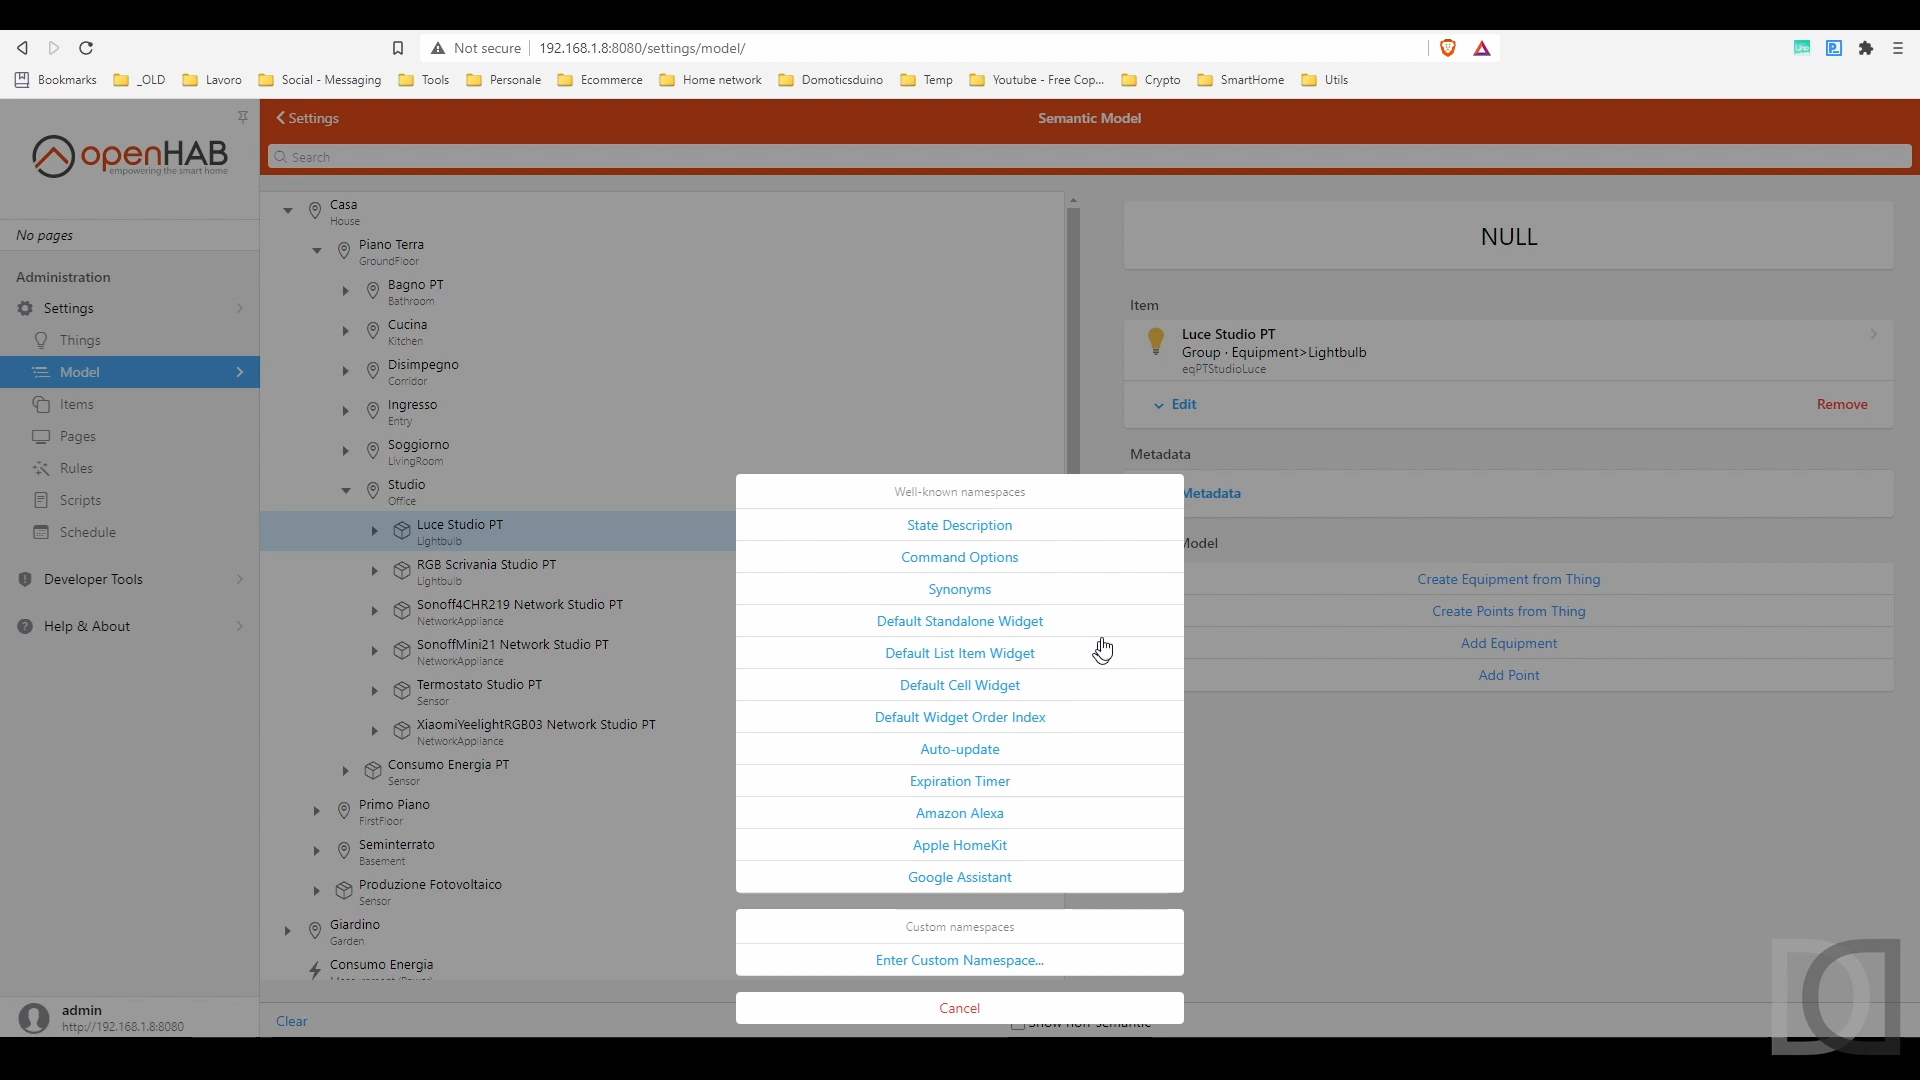 Not secure
192.168.1.8:8080/settings/model/
Bookmarks
_OLD
Lavoro
Social - Messaging
Tools
Personale
Ecommerce
Home network
Domoticsduino
Temp
Youtube - Free Cop...
Crypto
SmartHome
Utils
openHAB
empowering the smart home
No pages
Administration
Settings
Things
Model
Items
Pages
Rules
Scripts
Schedule
Developer Tools
Help & About
admin
http://192.168.1.8:8080
Settings
Semantic Model
Search
Casa
House
Piano Terra
GroundFloor
Bagno PT
Bathroom
Cucina
Kitchen
Disimpegno
Corridor
Ingresso
Entry
Soggiorno
LivingRoom
Studio
Office
Luce Studio PT
Lightbulb
RGB Scrivania Studio PT
Lightbulb
Sonoff4CHR219 Network Studio PT
NetworkAppliance
SonoffMini21 Network Studio PT
NetworkAppliance
Termostato Studio PT
Sensor
XiaomiYeelightRGB03 Network Studio PT
NetworkAppliance
Consumo Energia PT
Sensor
Primo Piano
FirstFloor
Seminterrato
Basement
Produzione Fotovoltaico
Sensor
Giardino
Garden
Consumo Energia
Clear
Well-known namespaces
State Description
Command Options
Synonyms
Default Standalone Widget
Default List Item Widget
Default Cell Widget
Default Widget Order Index
Auto-update
Expiration Timer
Amazon Alexa
Apple HomeKit
Google Assistant
Custom namespaces
Enter Custom Namespace...
Cancel
NULL
Item
Luce Studio PT
Group · Equipment>Lightbulb
eqPTStudioLuce
Edit
Remove
Metadata
Metadata
Model
Create Equipment from Thing
Create Points from Thing
Add Equipment
Add Point